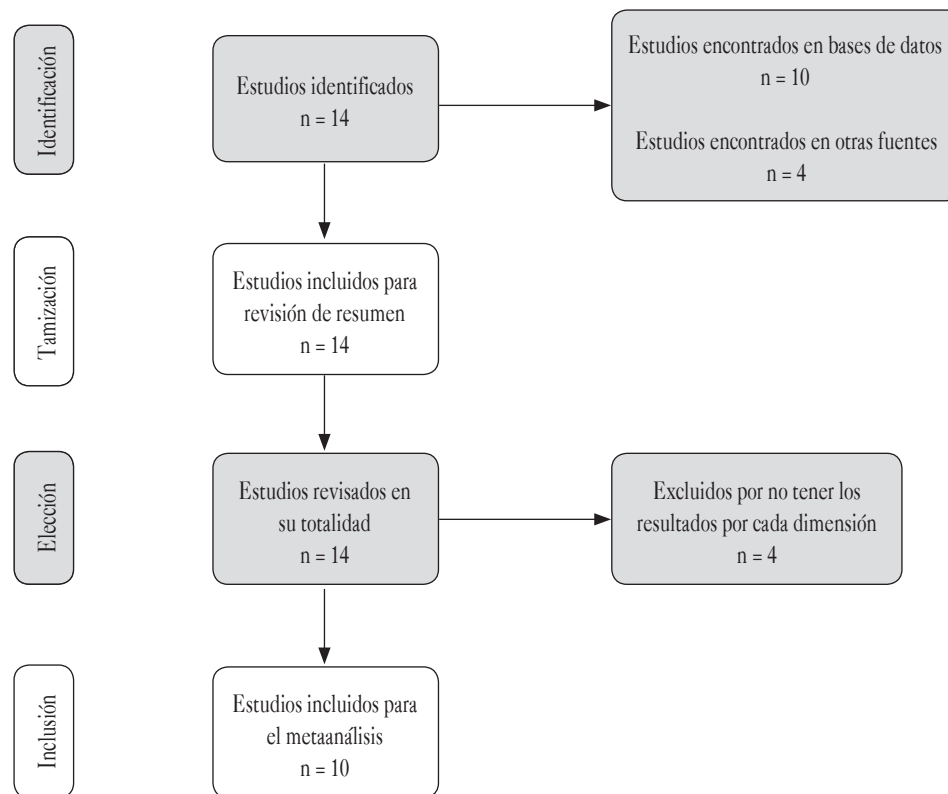 Identificación
Estudios identificados
n = 14
Estudios encontrados en bases de datos
n = 10
Estudios encontrados en otras fuentes
n = 4
Tamización
Estudios incluidos para
revisión de resumen
n = 14
Elección
Estudios revisados en
su totalidad
n = 14
Excluidos por no tener los
resultados por cada dimensión
n = 4
Inclusión
Estudios incluidos para
el metaanálisis
n = 10